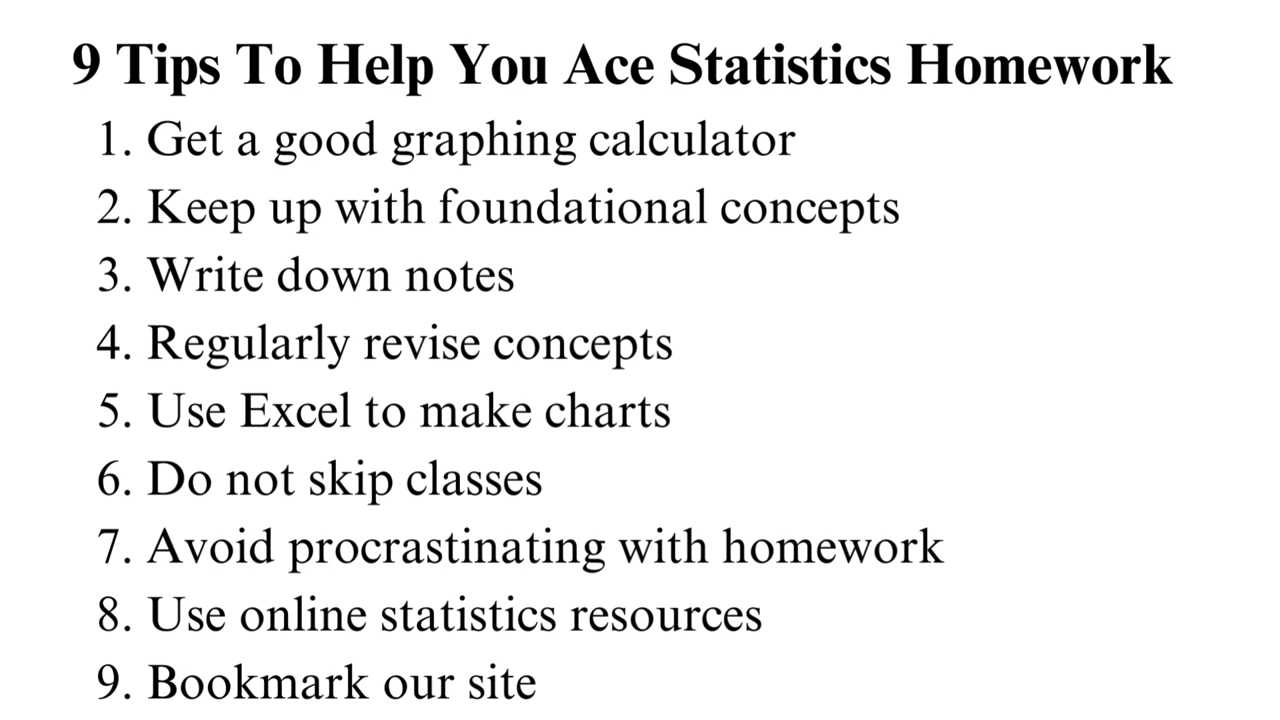 9 Tips To Help You Ace Statistics Homework
1. Get a good graphing calculator
2. Keep up with foundational concepts
3. Write down notes
4. Regularly revise concepts
5. Use Excel to make charts
6. Do not skip classes
7. Avoid procrastinating with homework
8. Use online statistics resources
9. Bookmark our site